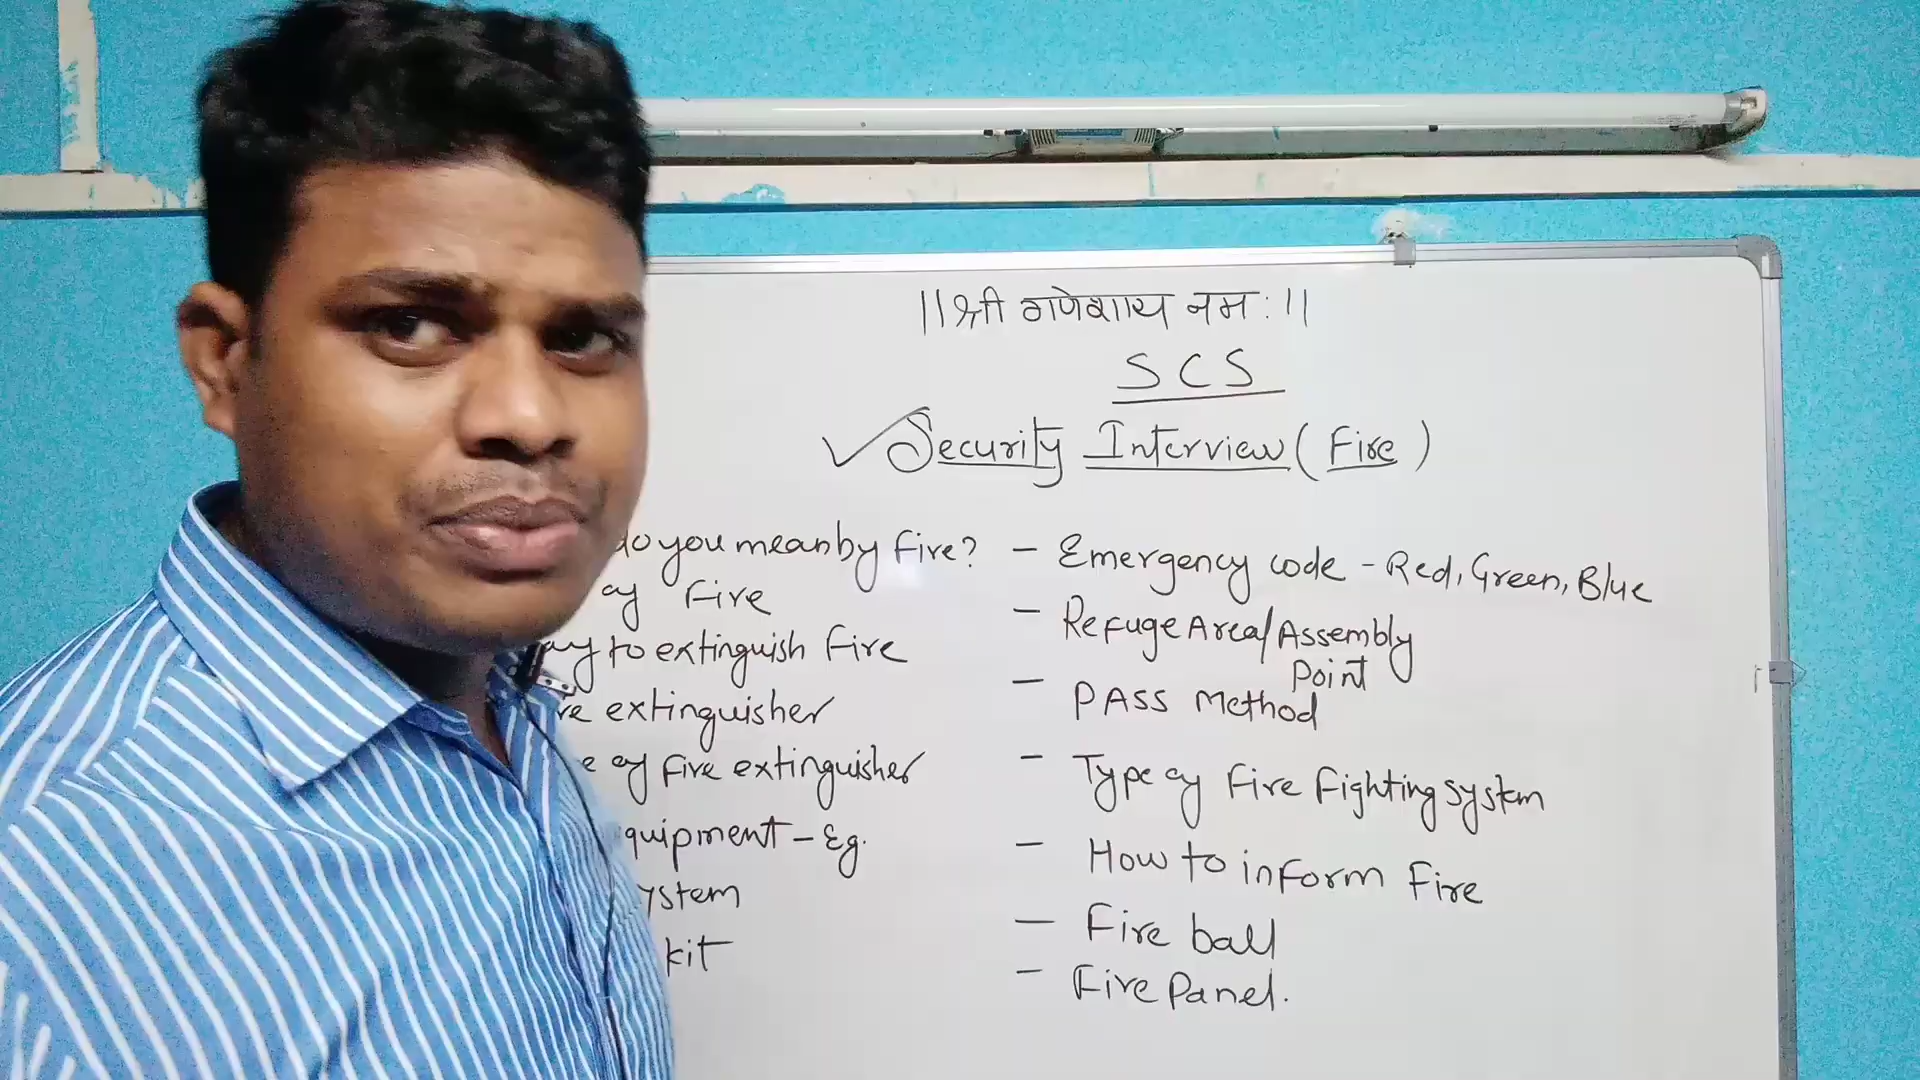 ||श्री गणेशाय नमः||
SCS
Security Interview (Fire)
do you mean by Fire?
of Fire
to extinguish Fire
extinguisher
of Fire extinguisher
- Eg.
kit
- Emergency code - Red, Green, Blue
- Refuge Area/Assembly
Point
- PASS Method
- Type of Fire Fighting system
- How to inform Fire
- Fire ball
- Fire Panel.